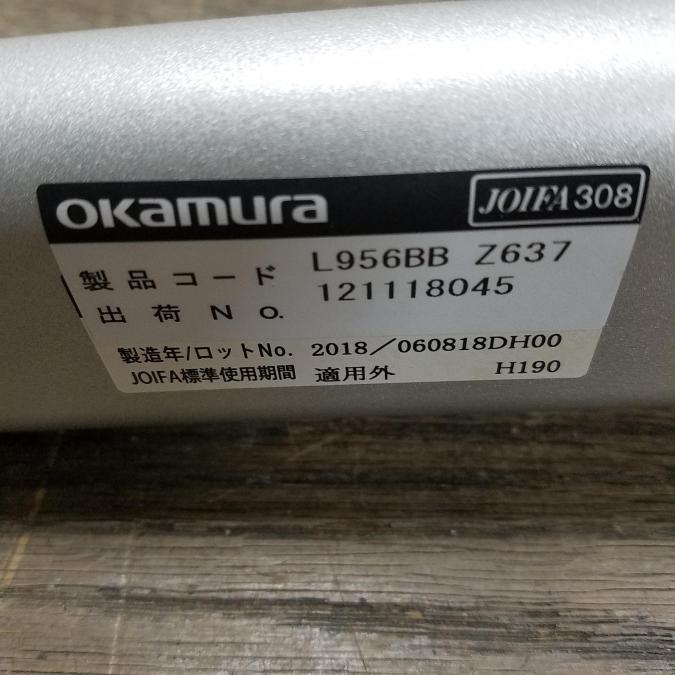 OKamura
JOIFA308
製品コード L956BB Z637
出荷NO. 121118045
製造年/ロットNo. 2018/060818DH00
JOIFA標準使用期間 適用外 H190